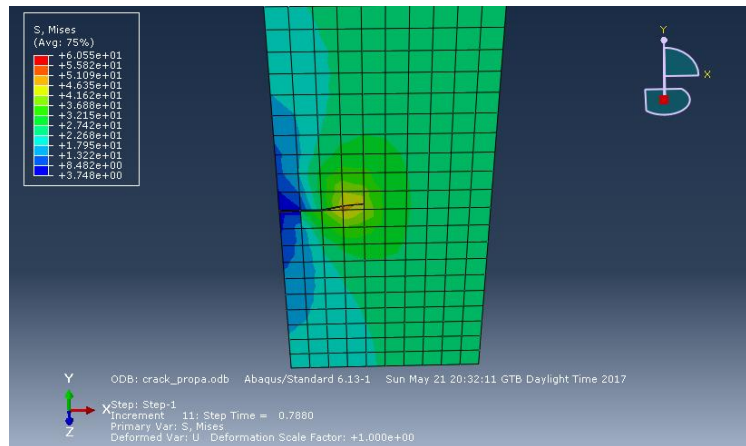 S, Mises
(Avg: 75%)
+6.055e+01
+5.582e+01
+5.109e+01
+4.635e+01
+4.162e+01
+3.688e+01
+3.215e+01
+2.742e+01
+2.268e+01
+1.795e+01
+1.322e+01
+8.482e+00
+3.748e+00
Y
X
Y
X
Z
ODB: crack_propa.odb Abaqus/Standard 6.13-1 Sun May 21 20:32:11 GTB Daylight Time 2017
Step: Step-1
Increment 11: Step Time = 0.7880
Primary Var: S, Mises
Deformed Var: U Deformation Scale Factor: +1.000e+00